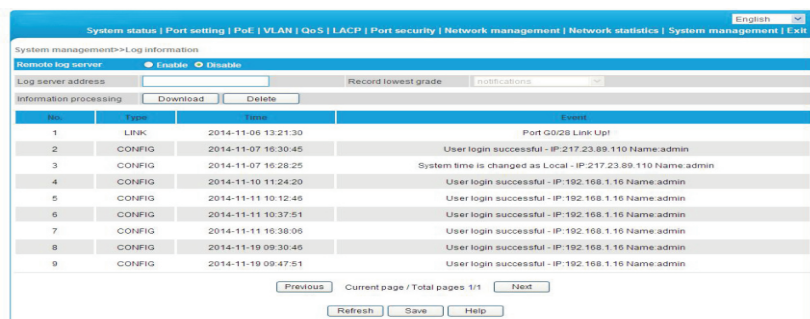 English
System status | Port setting | PoE | VLAN | QoS | LACP | Port security | Network management | Network statistics | System management | Exit
System management>>Log information
Remote log server Enable Disable
Log server address Record lowest grade notifications
Information processing Download Delete
No. Type Time Event
1 LINK 2014-11-06 13:21:30 Port G0/28 Link Up!
2 CONFIG 2014-11-07 16:30:45 User login successful - IP:217.23.89.110 Name:admin
3 CONFIG 2014-11-07 16:28:25 System time is changed as Local - IP:217.23.89.110 Name:admin
4 CONFIG 2014-11-10 11:24:20 User login successful - IP:192.168.1.16 Name:admin
5 CONFIG 2014-11-11 10:12:46 User login successful - IP:192.168.1.16 Name:admin
6 CONFIG 2014-11-11 10:37:51 User login successful - IP:192.168.1.16 Name:admin
7 CONFIG 2014-11-11 16:38:06 User login successful - IP:192.168.1.16 Name:admin
8 CONFIG 2014-11-19 09:30:46 User login successful - IP:192.168.1.16 Name:admin
9 CONFIG 2014-11-19 09:47:51 User login successful - IP:192.168.1.16 Name:admin
Previous Current page / Total pages 1/1 Next
Refresh Save Help